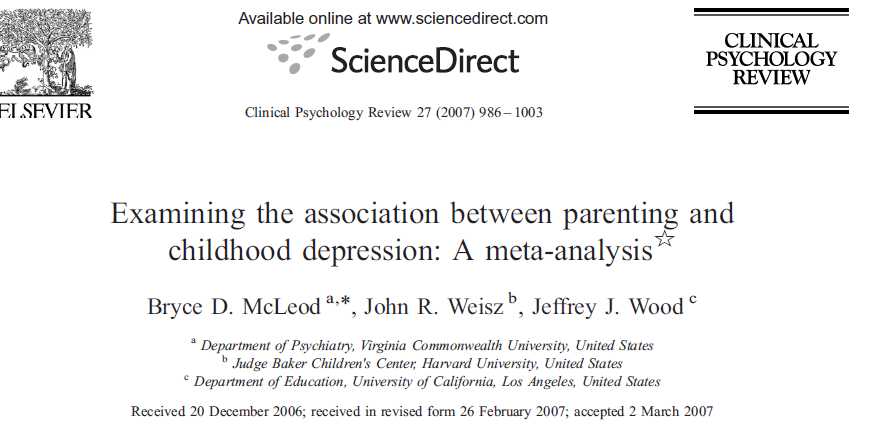 Available online at www.sciencedirect.com
ScienceDirect
ELSEVIER
Clinical Psychology Review 27 (2007) 986–1003
CLINICAL
PSYCHOLOGY
REVIEW
Examining the association between parenting and
childhood depression: A meta-analysis☆
Bryce D. McLeod a,*, John R. Weisz b, Jeffrey J. Wood c
a Department of Psychiatry, Virginia Commonwealth University, United States
b Judge Baker Children's Center, Harvard University, United States
c Department of Education, University of California, Los Angeles, United States
Received 20 December 2006; received in revised form 26 February 2007; accepted 2 March 2007